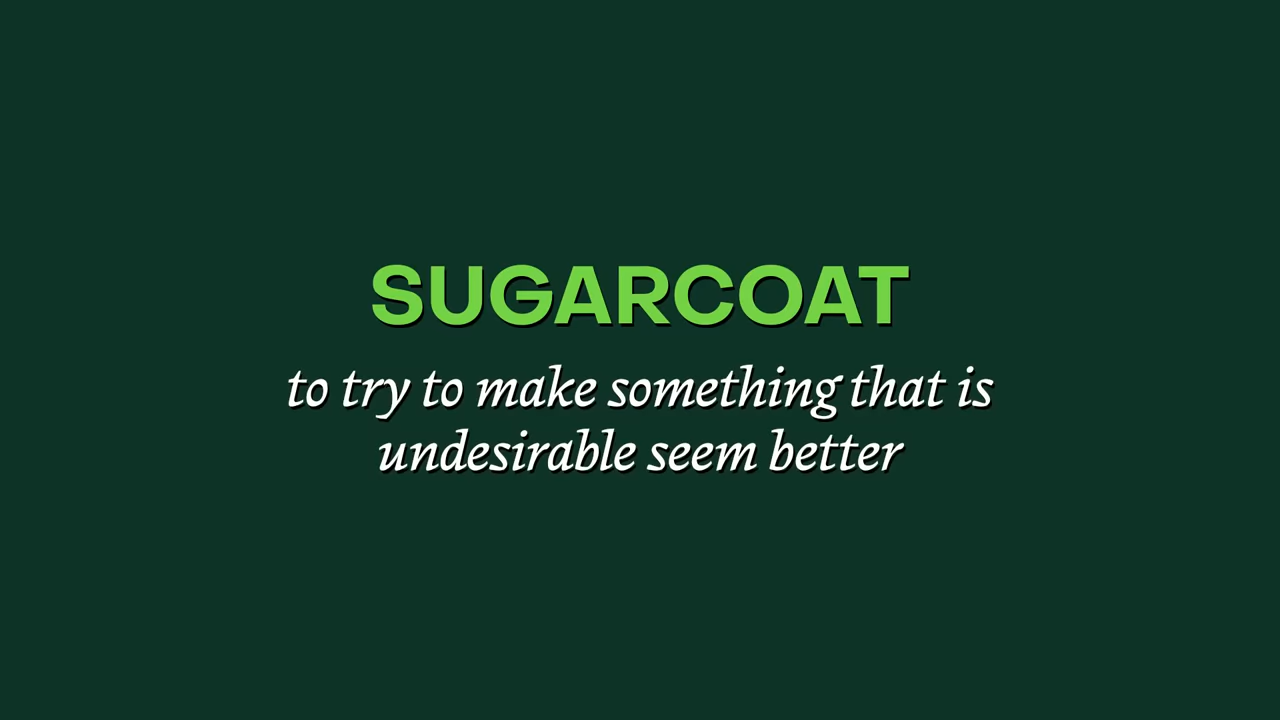 SUGARCOAT
to try to make something that is
undesirable seem better